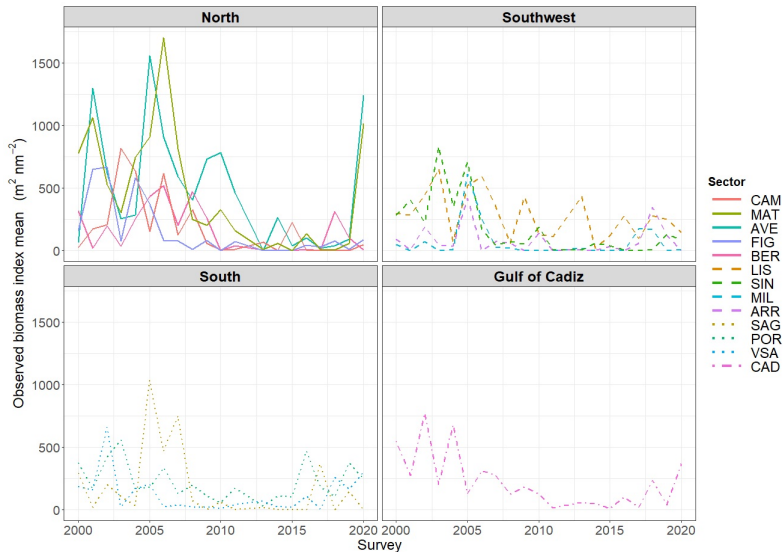 North
Southwest
1500
1000
500
0
South
Gulf of Cadiz
1500
1000
500
0
2000
2005
2010
2015
2020
2000
2005
2010
2015
2020
Survey
Observed biomass index mean (m² nm⁻²)
Sector
CAM
MAT
AVE
FIG
BER
LIS
SIN
MIL
ARR
SAG
POR
VSA
CAD